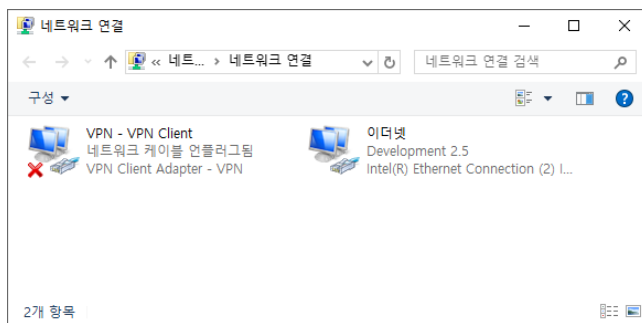 네트워크 연결
« 네트... › 네트워크 연결
네트워크 연결 검색
구성
VPN - VPN Client
네트워크 케이블 언플러그됨
VPN Client Adapter - VPN
이더넷
Development 2.5
Intel(R) Ethernet Connection (2) I...
2개 항목